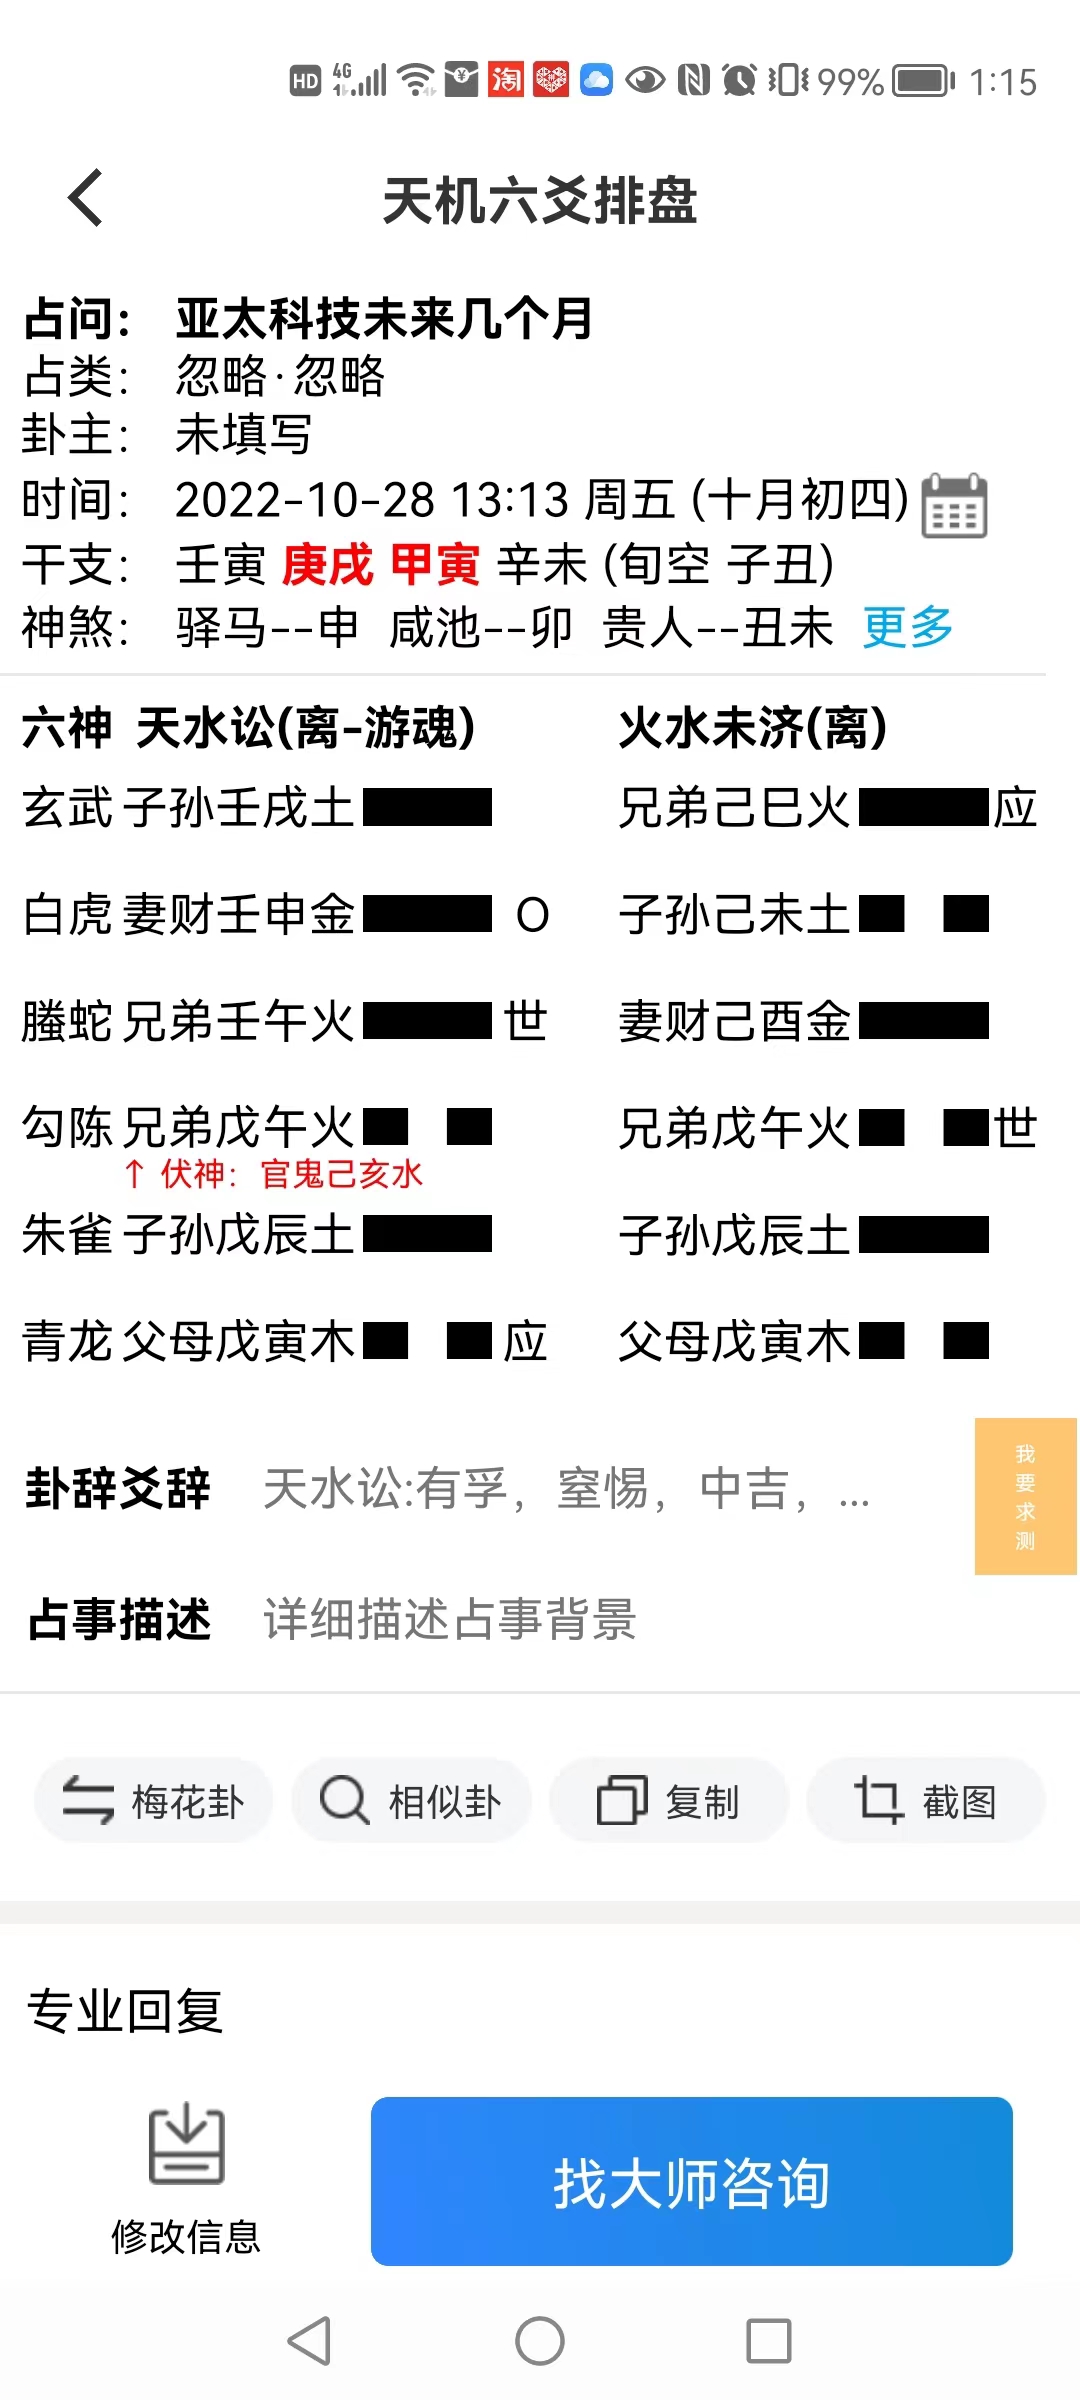 HD 4G 淘 99% 1:15
天机六爻排盘
占问： 亚太科技未来几个月
占类： 忽略·忽略
卦主： 未填写
时间： 2022-10-28 13:13 周五 (十月初四)
干支： 壬寅 庚戌 甲寅 辛未 (旬空 子丑)
神煞： 驿马--申 咸池--卯 贵人--丑未 更多
六神 天水讼(离-游魂) 火水未济(离)
玄武 子孙壬戌土 兄弟己巳火 应
白虎 妻财壬申金 O 子孙己未土
螣蛇 兄弟壬午火 世 妻财己酉金
勾陈 兄弟戊午火 兄弟戊午火 世
↑ 伏神：官鬼己亥水
朱雀 子孙戊辰土 子孙戊辰土
青龙 父母戊寅木 应 父母戊寅木
卦辞爻辞 天水讼:有孚，窒惕，中吉，...
我要求测
占事描述 详细描述占事背景
梅花卦 相似卦 复制 截图
专业回复
修改信息 找大师咨询